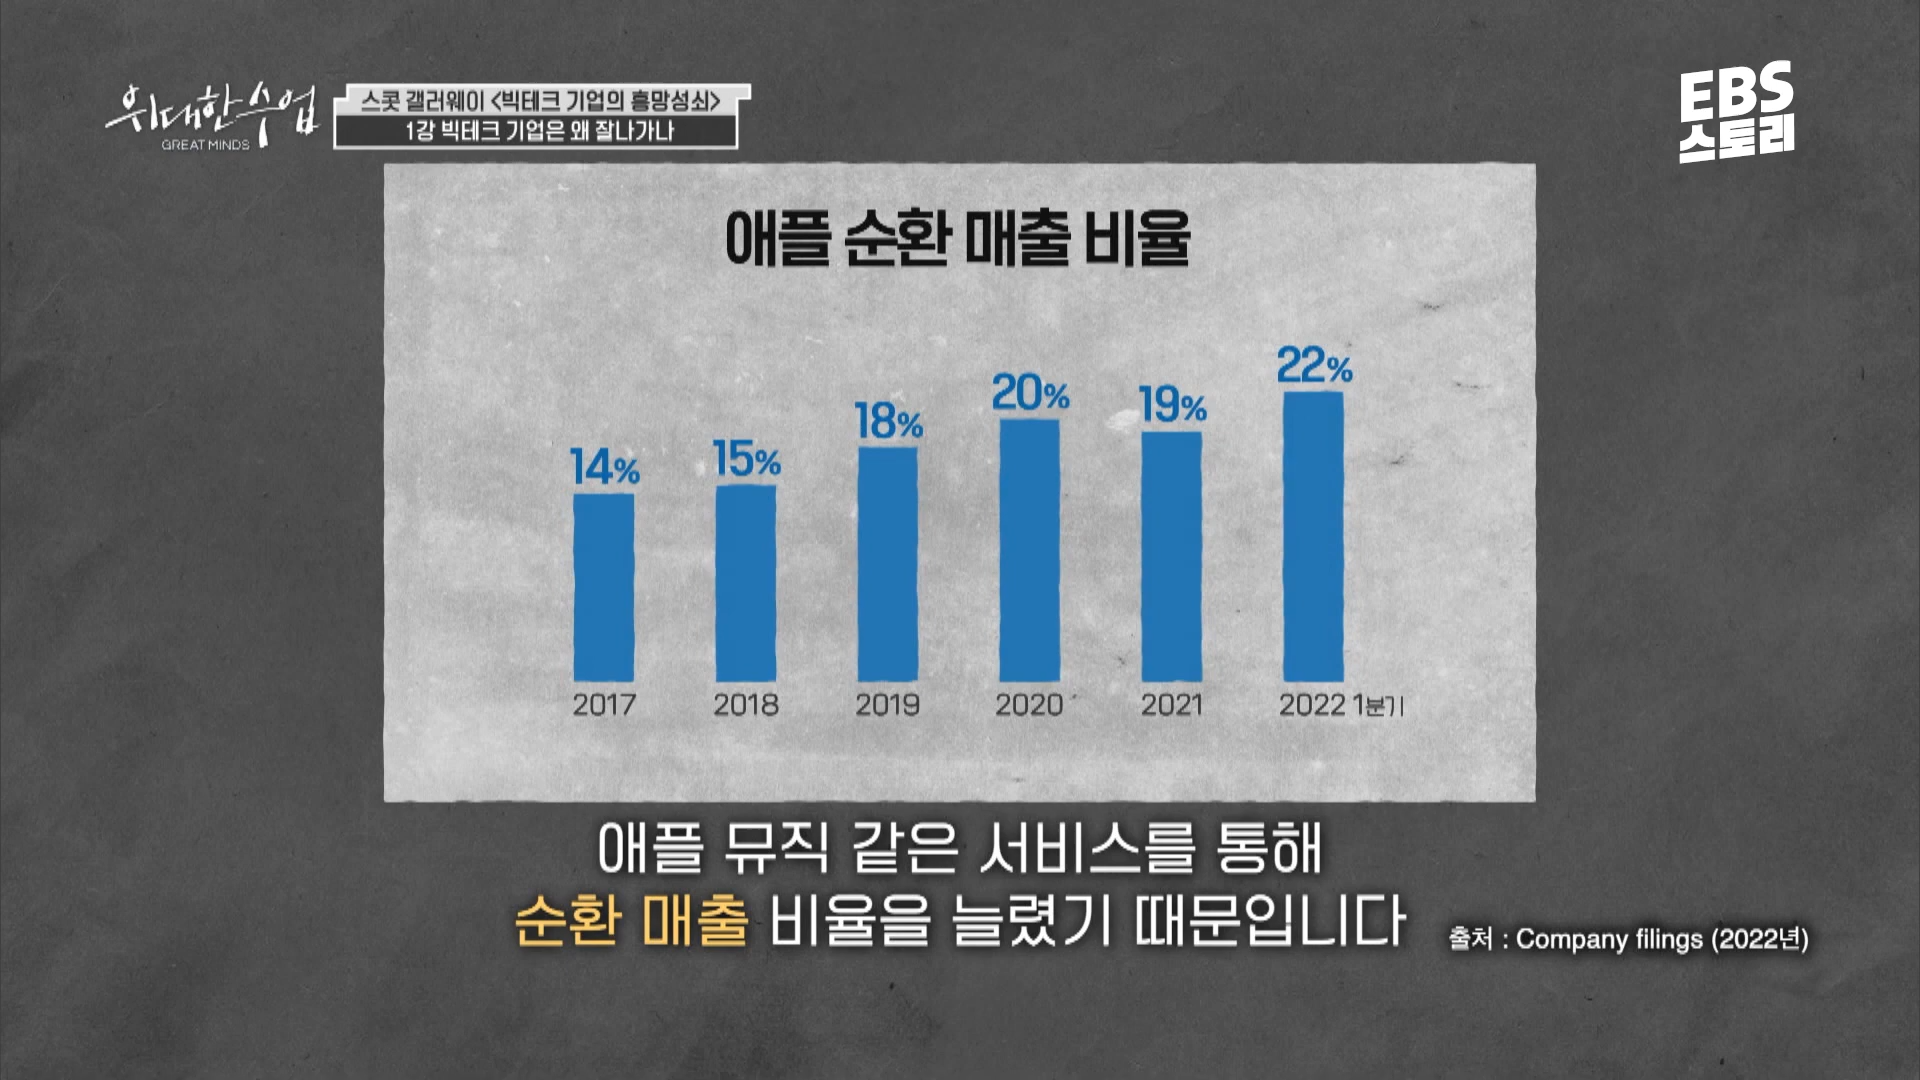 위대한수업
GREAT MINDS
스콧 갤러웨이 <빅테크 기업의 흥망성쇠>
1강 빅테크 기업은 왜 잘나가나
EBS
스토리
애플 순환 매출 비율
14% 15% 18% 20% 19% 22%
2017 2018 2019 2020 2021 2022 1분기
애플 뮤직 같은 서비스를 통해
순환 매출 비율을 늘렸기 때문입니다
출처 : Company filings (2022년)